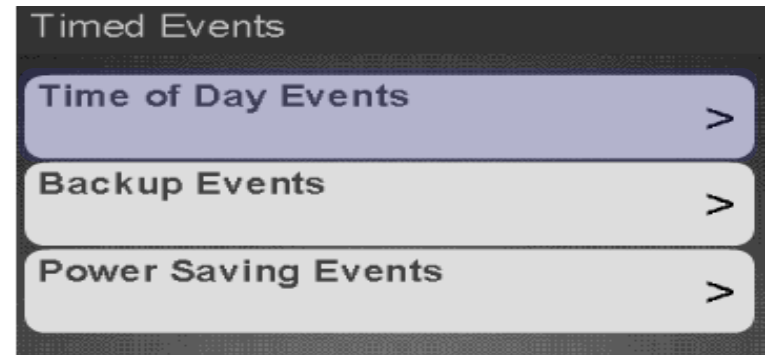 Timed Events
Time of Day Events
>
Backup Events
>
Power Saving Events
>